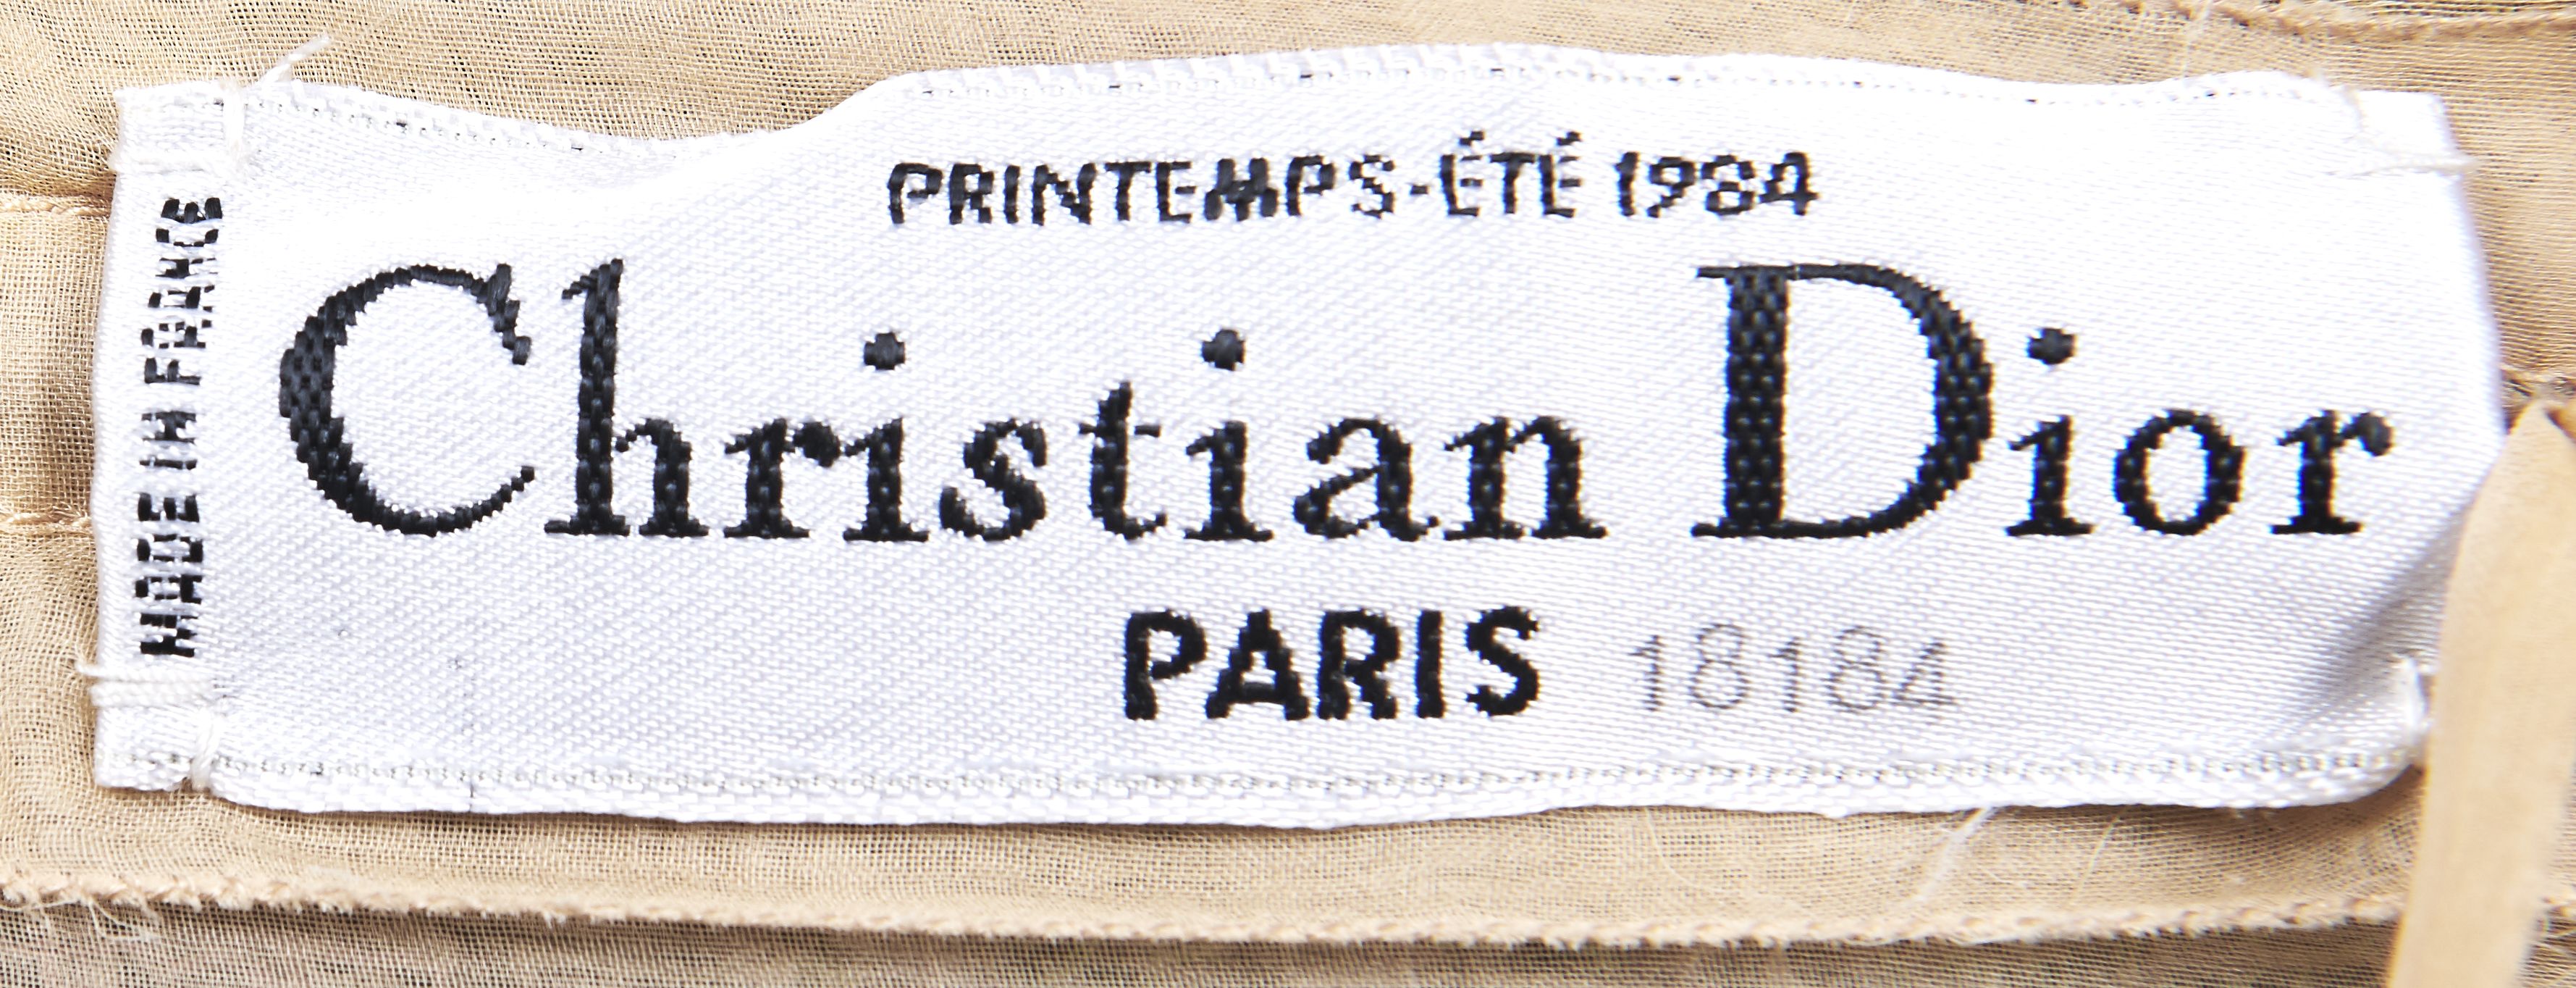 PRINTEMPS-ÉTÉ 1984
Christian Dior
PARIS 18184
MADE IN FRANCE